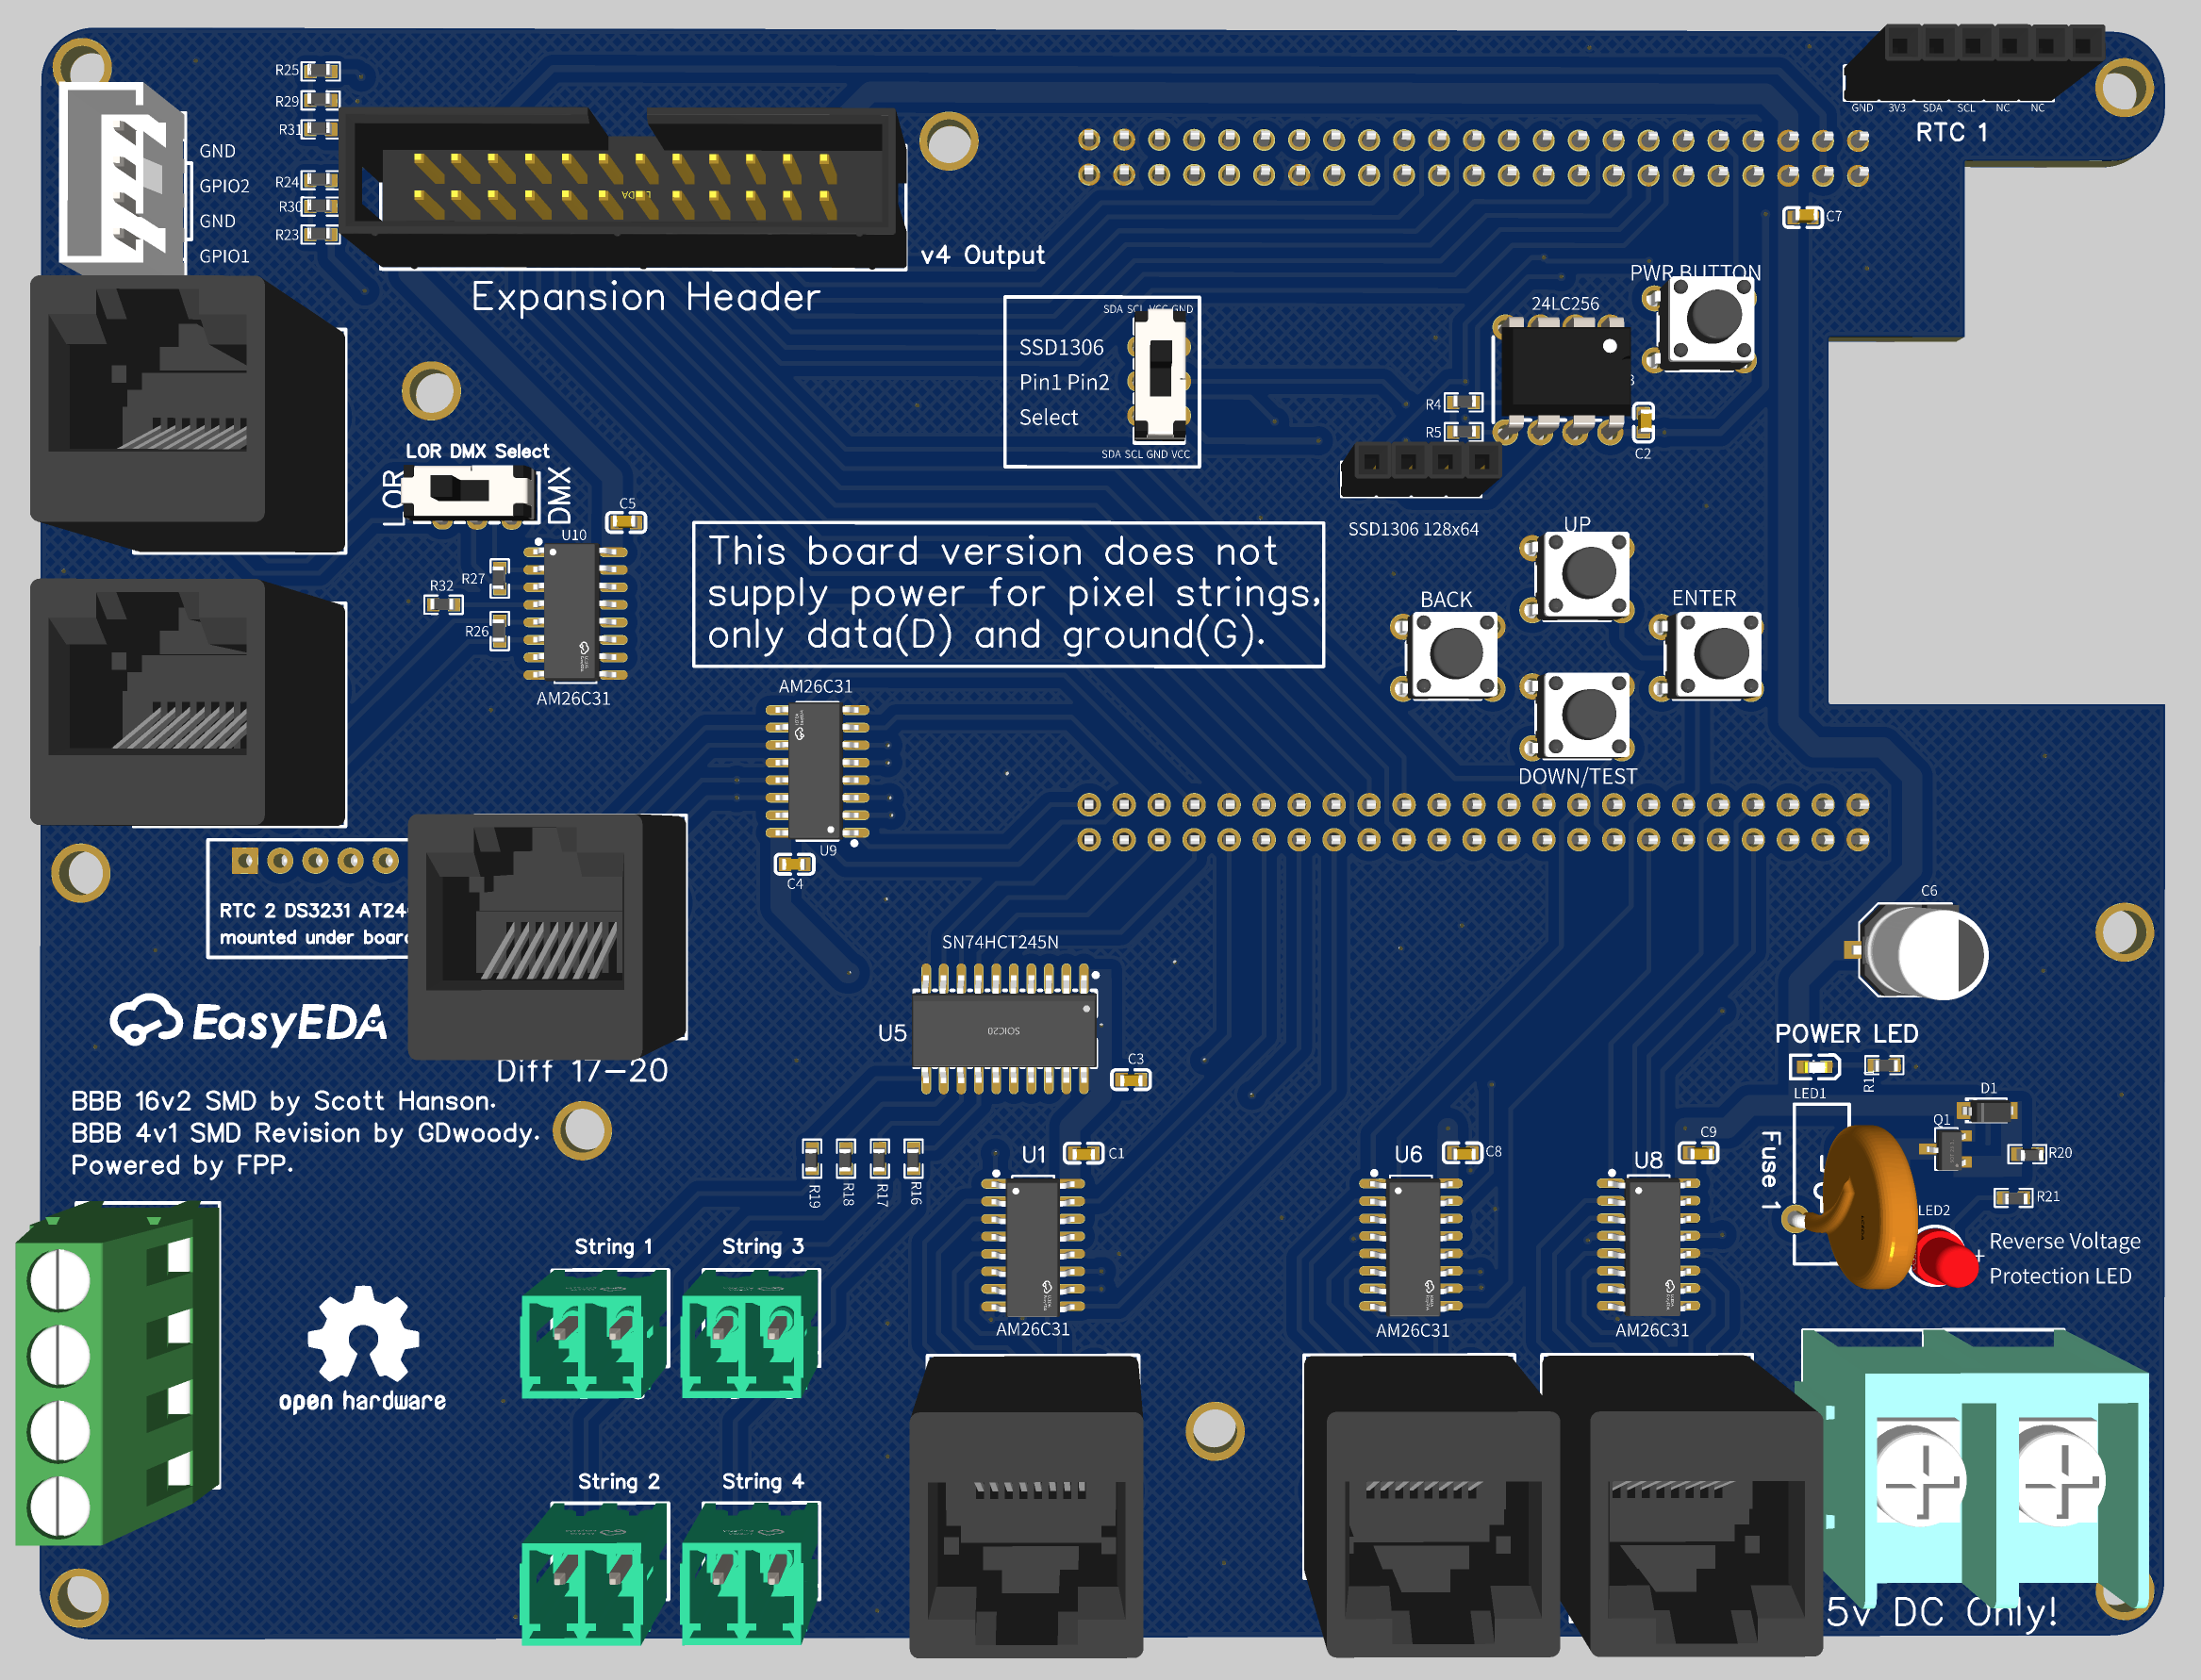 R25
R29
R31
R24
R30
R23
GND
GPIO2
GND
GPIO1
GND 3V3 SDA SCL NC NC
RTC 1
C7
v4 Output
Expansion Header
PWR BUTTON
24LC256
SDA SCL VCC GND
SSD1306
Pin1 Pin2
Select
SDA SCL GND VCC
R4
R5
C2
SSD1306 128x64
LOR DMX Select
LOR
DMX
C5
U10
R27
R32
R26
AM26C31
This board version does not
supply power for pixel strings,
only data(D) and ground(G).
UP
BACK
ENTER
DOWN/TEST
AM26C31
U9
C4
RTC 2 DS3231
mounted under
EasyEDA
Diff 17-20
SN74HCT245N
U5
SOIC20
C3
C6
POWER LED
LED1
D1
Q1
R20
R21
LED2
Fuse 1
+
Reverse Voltage
Protection LED
BBB 16v2 SMD by Scott Hanson.
BBB 4v1 SMD Revision by GDwoody.
Powered by FPP.
R19
R18
R17
R16
U1
C1
U6
C8
U8
C9
AM26C31
AM26C31
AM26C31
String 1
String 3
String 2
String 4
open hardware
5v DC Only!